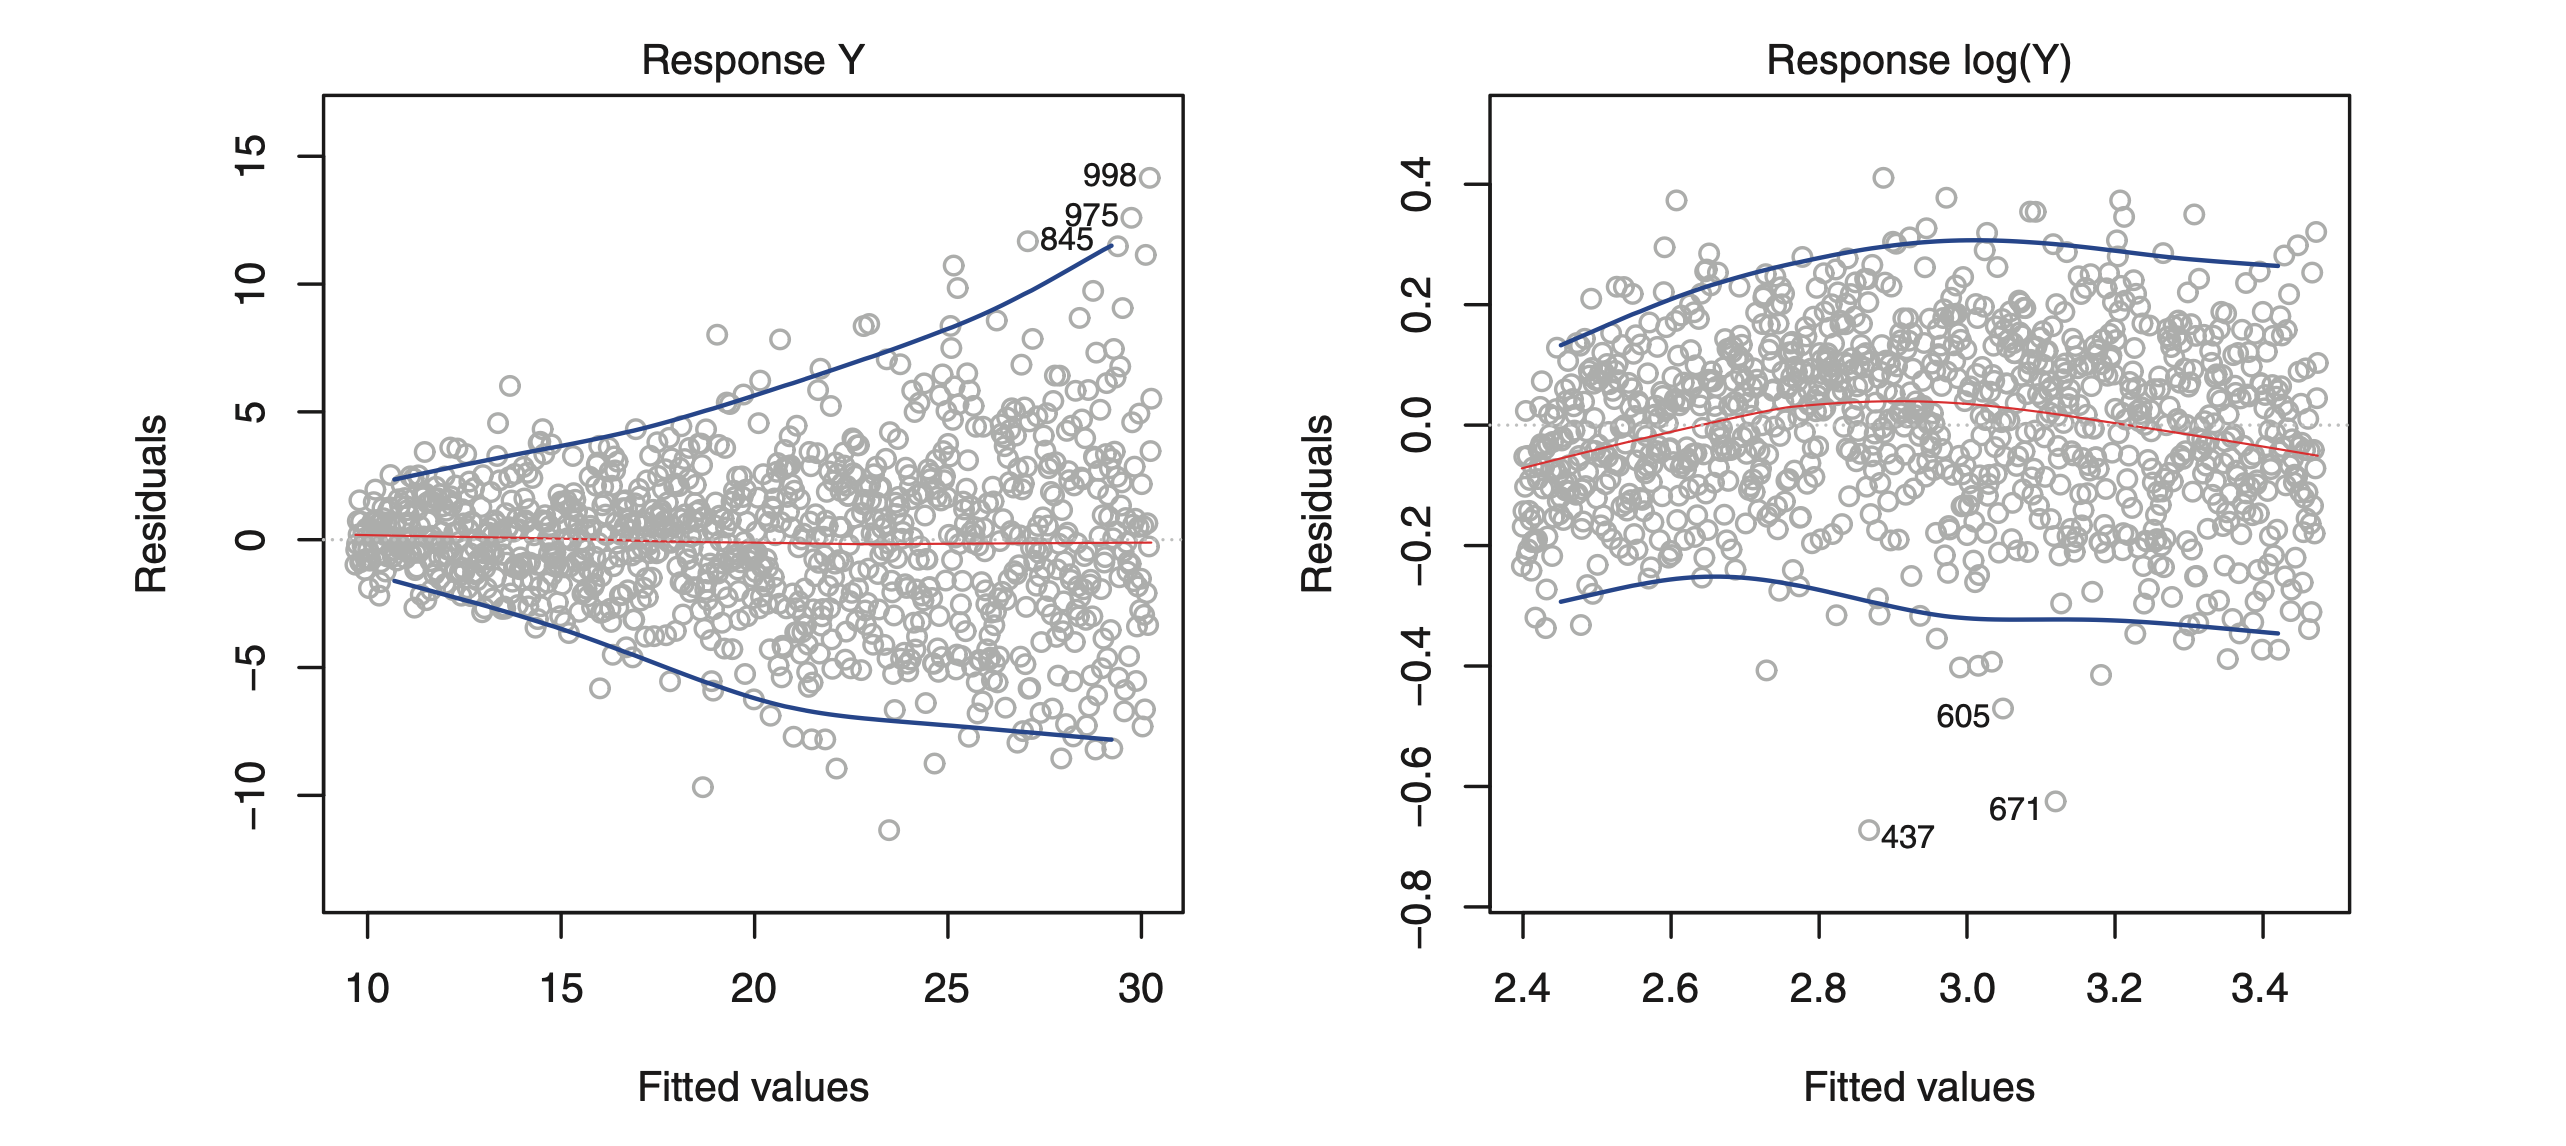 Response Y
Residuals
15
10
5
0
−5
−10
998
975
845
10 15 20 25 30
Fitted values
Response log(Y)
Residuals
0.4
0.2
0.0
−0.2
−0.4
−0.6
−0.8
605
671
437
2.4 2.6 2.8 3.0 3.2 3.4
Fitted values